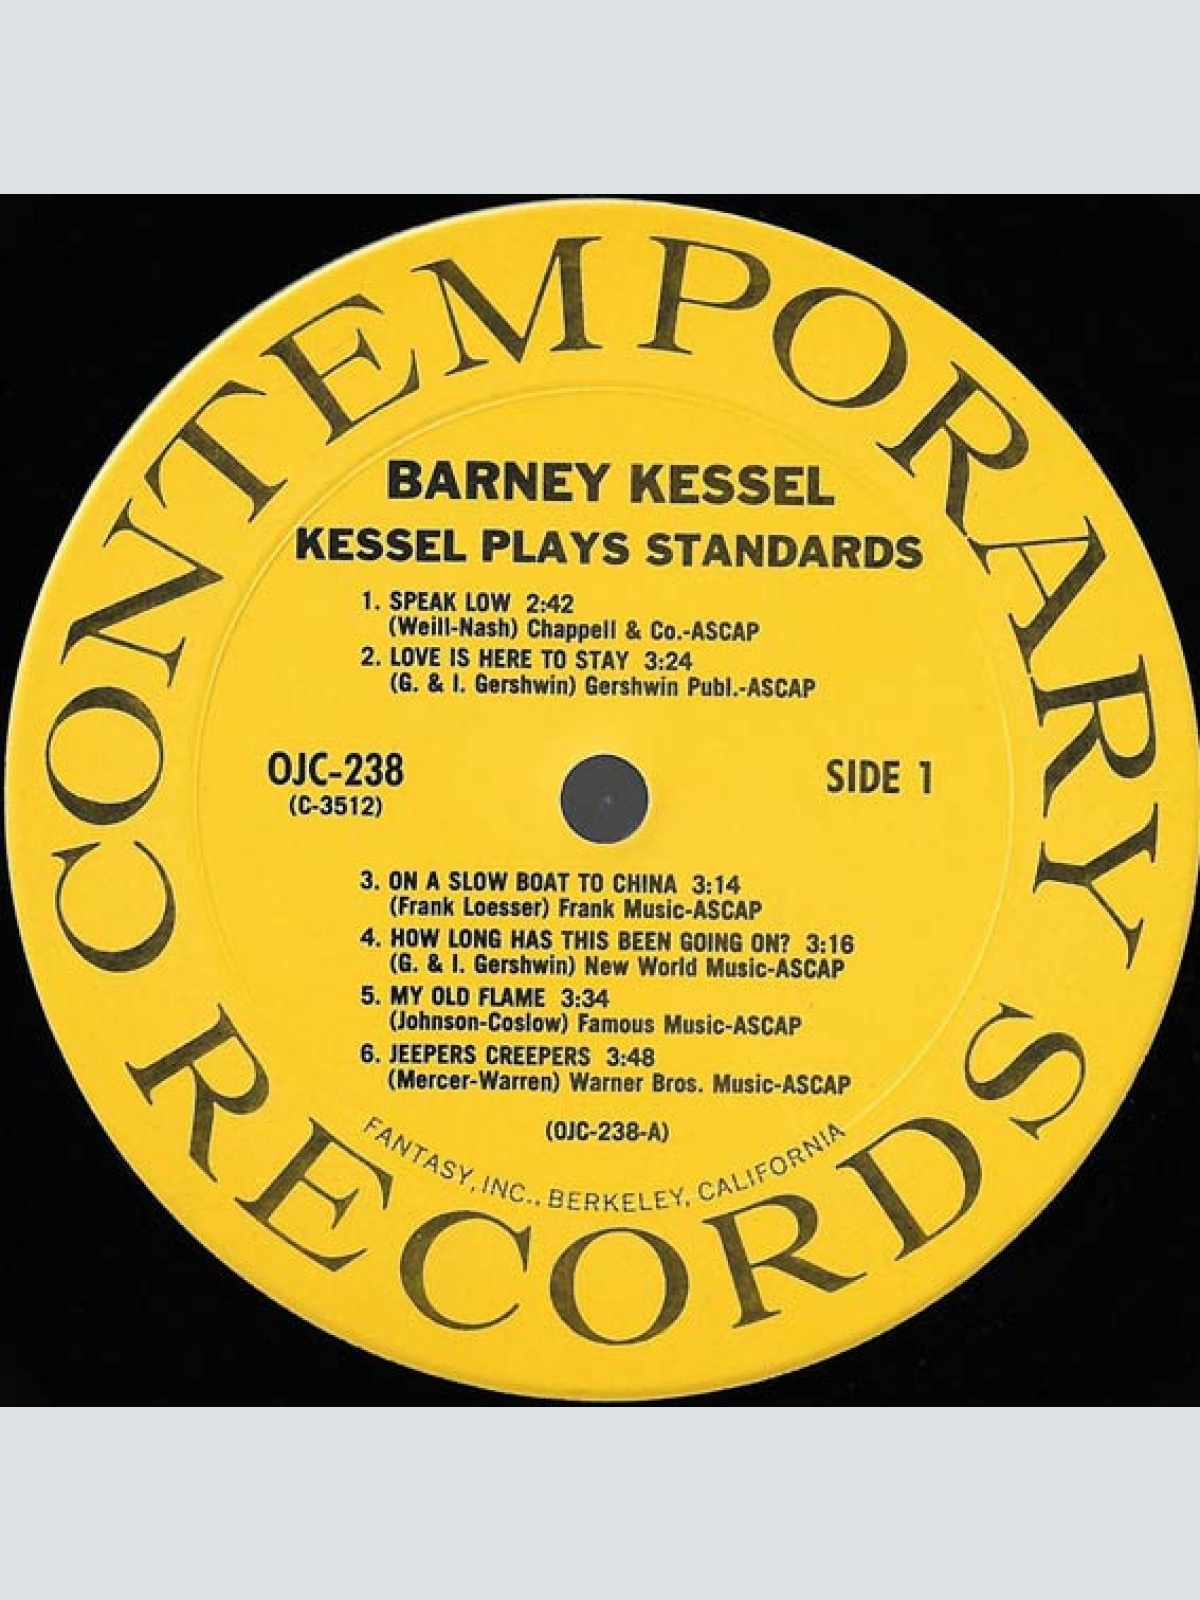 CONTEMPORARY
BARNEY KESSEL
KESSEL PLAYS STANDARDS
1. SPEAK LOW 2:42
(Weill-Nash) Chappell & Co.-ASCAP
2. LOVE IS HERE TO STAY 3:24
(G. & I. Gershwin) Gershwin Publ.-ASCAP
OJC-238
(C-3512)
SIDE 1
3. ON A SLOW BOAT TO CHINA 3:14
(Frank Loesser) Frank Music-ASCAP
4. HOW LONG HAS THIS BEEN GOING ON? 3:16
(G. & I. Gershwin) New World Music-ASCAP
5. MY OLD FLAME 3:34
(Johnson-Coslow) Famous Music-ASCAP
6. JEEPERS CREEPERS 3:48
(Mercer-Warren) Warner Bros. Music-ASCAP
(OJC-238-A)
FANTASY, INC., BERKELEY, CALIFORNIA
RECORDS